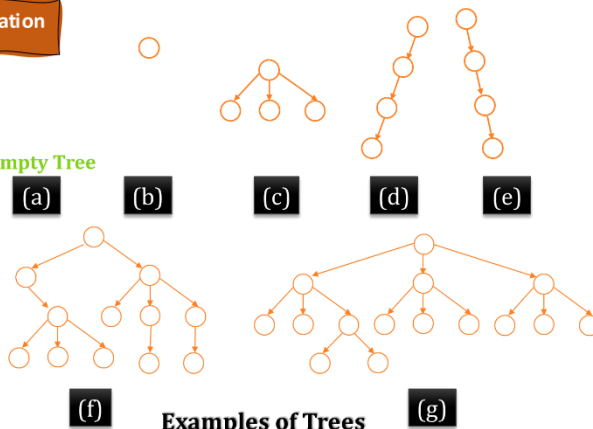 ation
mpty Tree
(a)
(b)
(c)
(d)
(e)
(f)
Examples of Trees
(g)